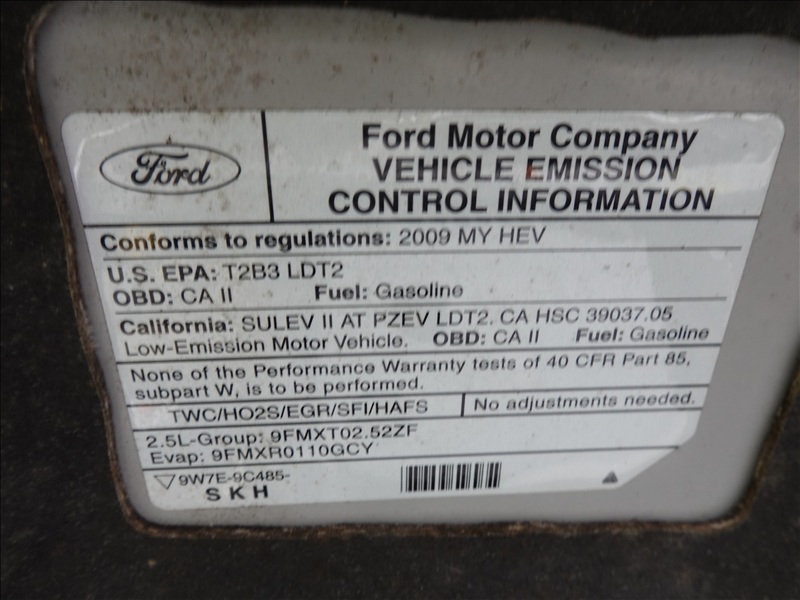 Ford
Ford Motor Company
VEHICLE EMISSION
CONTROL INFORMATION
Conforms to regulations: 2009 MY HEV
U.S. EPA: T2B3 LDT2
OBD: CA II Fuel: Gasoline
California: SULEV II AT PZEV LDT2. CA HSC 39037.05
Low-Emission Motor Vehicle. OBD: CA II Fuel: Gasoline
None of the Performance Warranty tests of 40 CFR Part 85,
subpart W, is to be performed.
TWC/HO2S/EGR/SFI/HAFS No adjustments needed.
2.5L-Group: 9FMXT02.52ZF
Evap: 9FMXR0110GCY
9W7E-9C485-
SKH